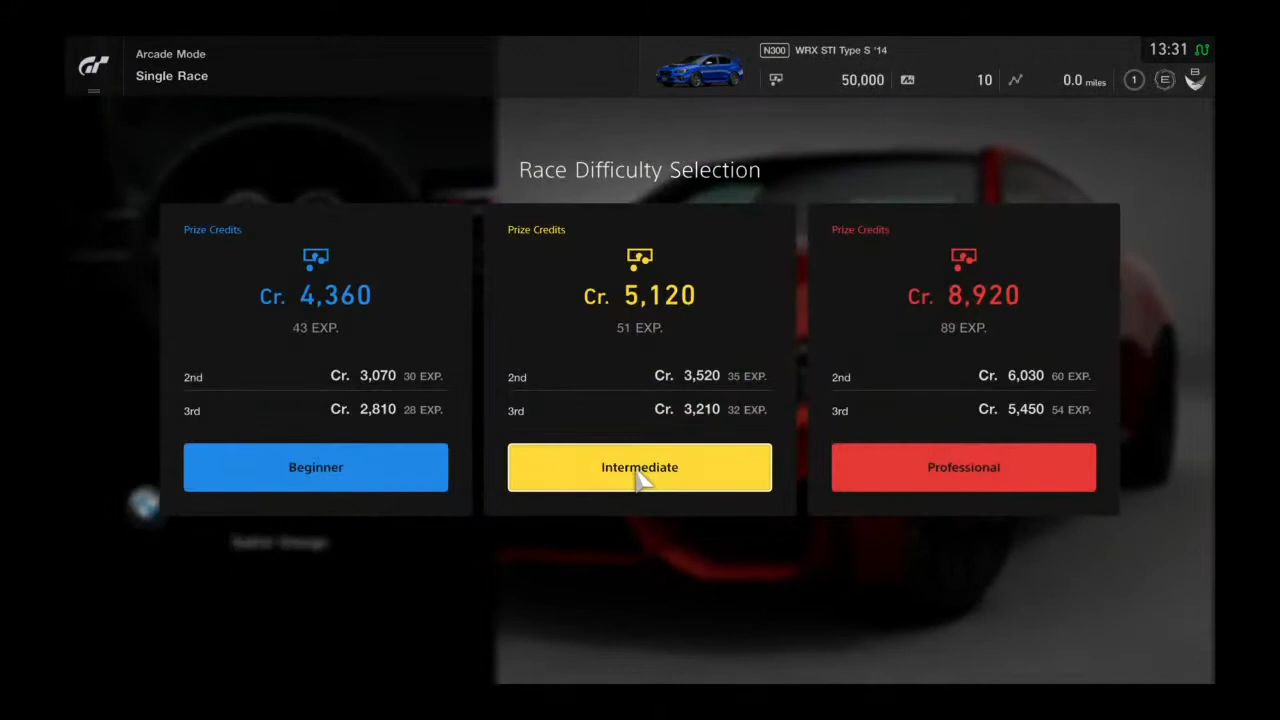 Arcade Mode
Single Race
N300 WRX STI Type S '14
50,000 10 0.0 miles 1 E B
13:31
Race Difficulty Selection
Prize Credits
Cr. 4,360
43 EXP.
2nd Cr. 3,070 30 EXP.
3rd Cr. 2,810 28 EXP.
Beginner
Prize Credits
Cr. 5,120
51 EXP.
2nd Cr. 3,520 35 EXP.
3rd Cr. 3,210 32 EXP.
Intermediate
Prize Credits
Cr. 8,920
89 EXP.
2nd Cr. 6,030 60 EXP.
3rd Cr. 5,450 54 EXP.
Professional